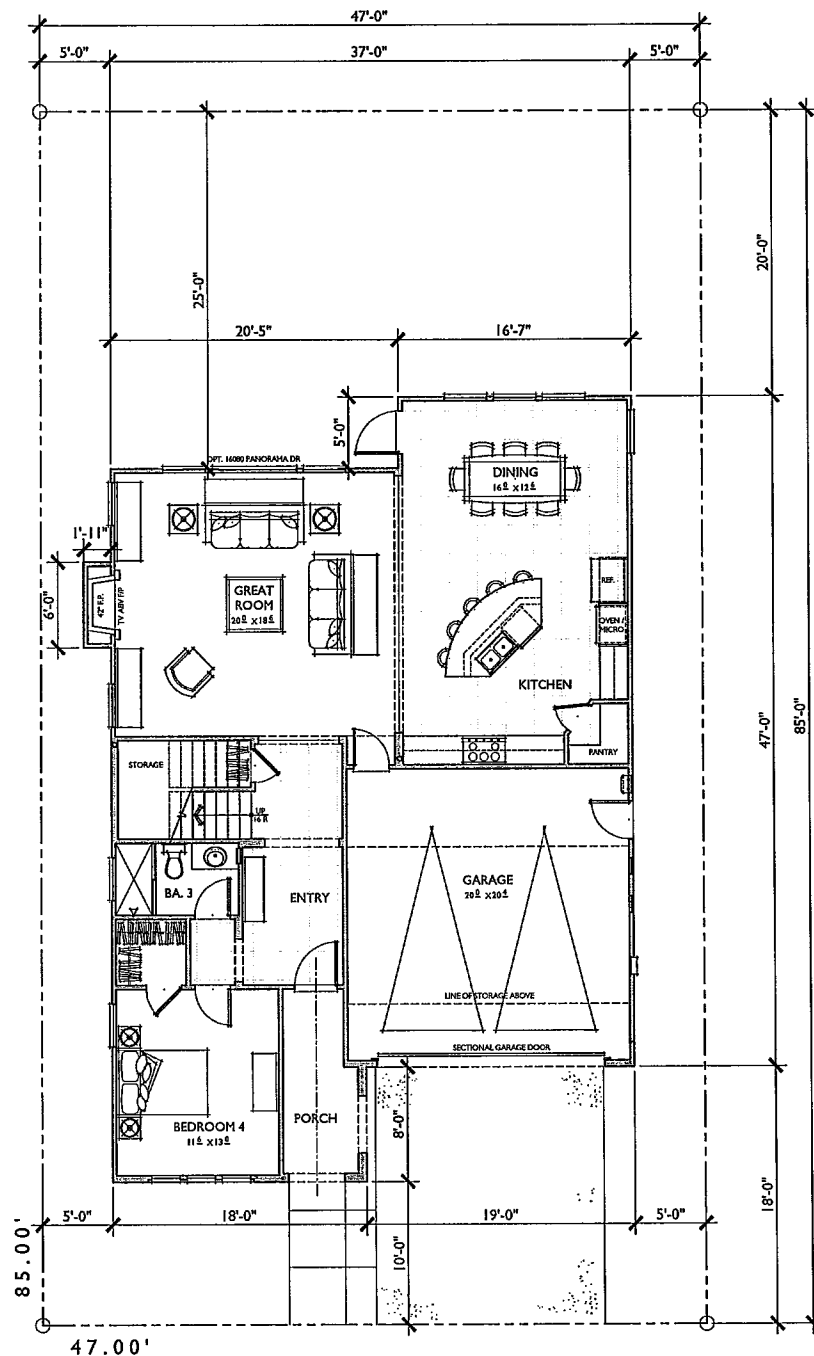 47'-0"
5'-0"
37'-0"
5'-0"
25'-0"
20'-0"
20'-5"
16'-7"
5'-0"
OPT. 16080 PANORAMA DR
DINING
16⁰ X12⁶
1'-11"
6'-0"
42" F.P.
TV ABV F/P
GREAT
ROOM
20⁰ X18⁶
REF.
OVEN /
MICRO
KITCHEN
PANTRY
47'-0"
85'-0"
STORAGE
UP
16 R
BA. 3
ENTRY
GARAGE
20⁰ X20⁴
LINE OF STORAGE ABOVE
SECTIONAL GARAGE DOOR
BEDROOM 4
11⁶ X13⁶
PORCH
8'-0"
18'-0"
5'-0"
18'-0"
19'-0"
5'-0"
10'-0"
85.00'
47.00'